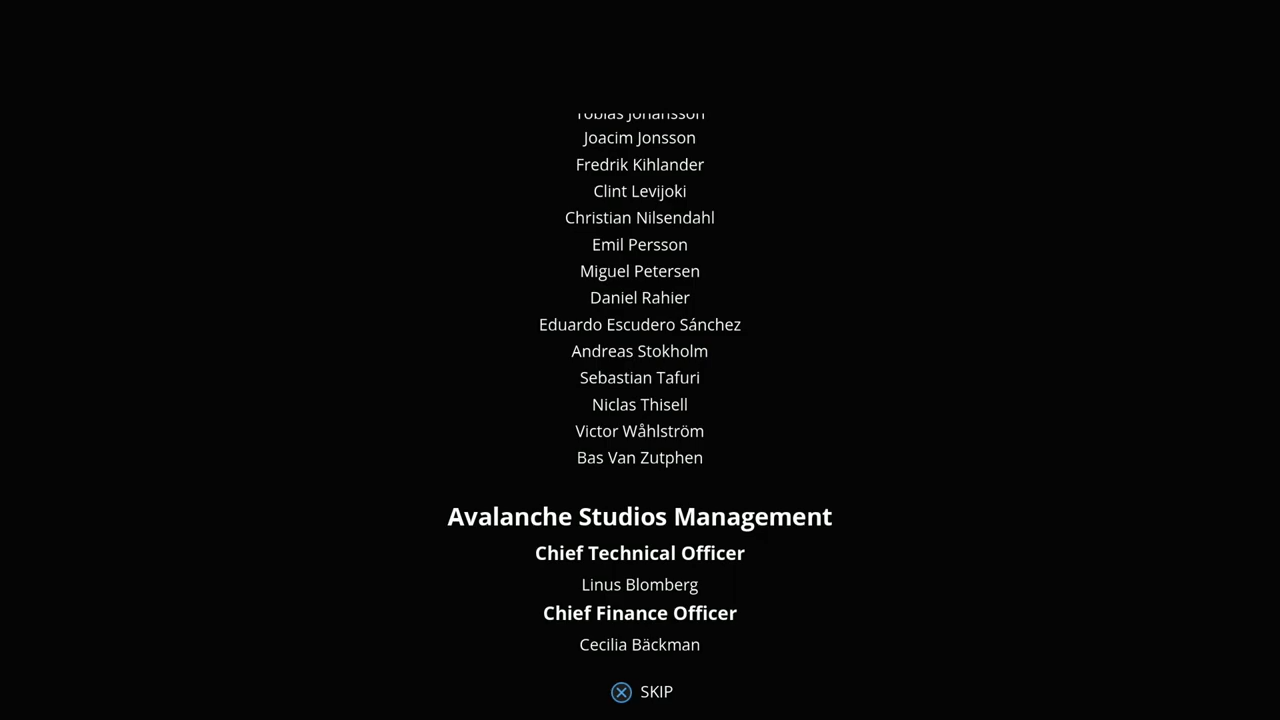 Tobias Johansson
Joacim Jonsson
Fredrik Kihlander
Clint Levijoki
Christian Nilsendahl
Emil Persson
Miguel Petersen
Daniel Rahier
Eduardo Escudero Sánchez
Andreas Stokholm
Sebastian Tafuri
Niclas Thisell
Victor Wåhlström
Bas Van Zutphen
Avalanche Studios Management
Chief Technical Officer
Linus Blomberg
Chief Finance Officer
Cecilia Bäckman
SKIP